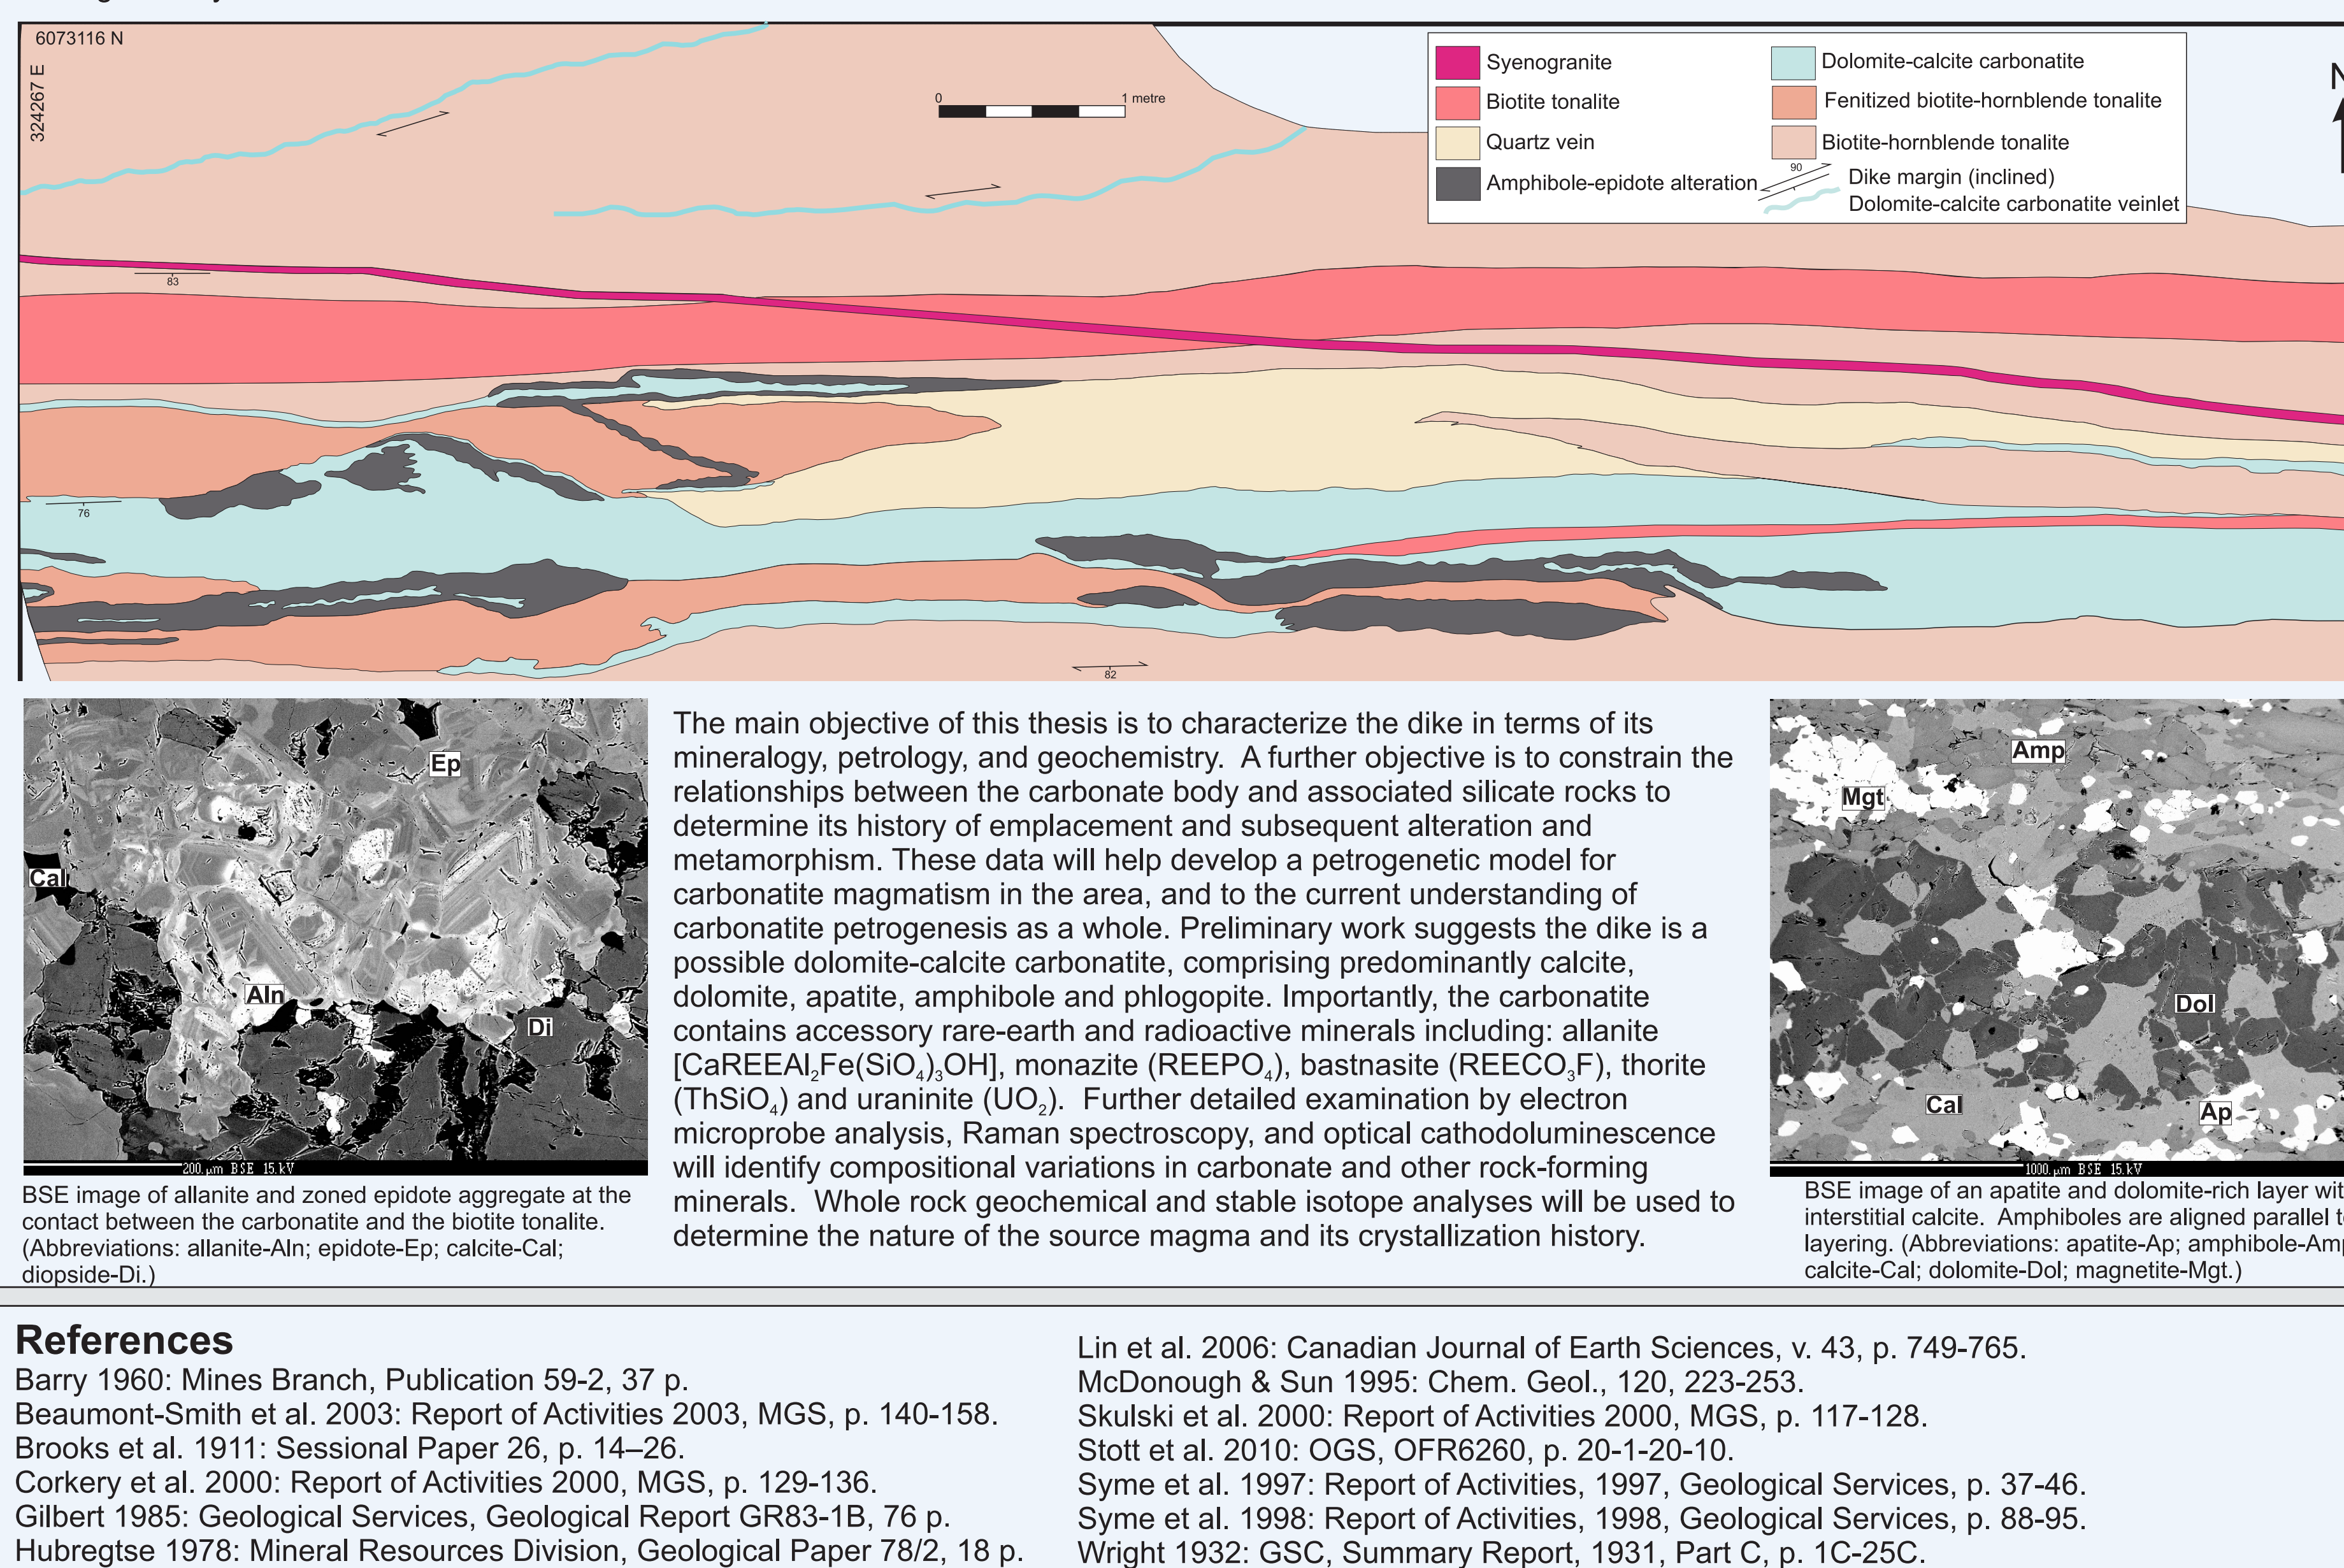 6073116 N
324267 E
0
1 metre
Syenogranite
Biotite tonalite
Quartz vein
Amphibole-epidote alteration
Dolomite-calcite carbonatite
Fenitized biotite-hornblende tonalite
Biotite-hornblende tonalite
90
Dike margin (inclined)
Dolomite-calcite carbonatite veinlet
N
83
76
82
Ep
Cal
Aln
Di
200. µm BSE 15. kV
BSE image of allanite and zoned epidote aggregate at the
contact between the carbonatite and the biotite tonalite.
(Abbreviations: allanite-Aln; epidote-Ep; calcite-Cal;
diopside-Di.)
The main objective of this thesis is to characterize the dike in terms of its
mineralogy, petrology, and geochemistry.  A further objective is to constrain the
relationships between the carbonate body and associated silicate rocks to
determine its history of emplacement and subsequent alteration and
metamorphism. These data will help develop a petrogenetic model for
carbonatite magmatism in the area, and to the current understanding of
carbonatite petrogenesis as a whole. Preliminary work suggests the dike is a
possible dolomite-calcite carbonatite, comprising predominantly calcite,
dolomite, apatite, amphibole and phlogopite. Importantly, the carbonatite
contains accessory rare-earth and radioactive minerals including: allanite
[CaREEAl₂Fe(SiO₄)₃OH], monazite (REEPO₄), bastnasite (REECO₃F), thorite
(ThSiO₄) and uraninite (UO₂).  Further detailed examination by electron
microprobe analysis, Raman spectroscopy, and optical cathodoluminescence
will identify compositional variations in carbonate and other rock-forming
minerals.  Whole rock geochemical and stable isotope analyses will be used to
determine the nature of the source magma and its crystallization history.
Amp
Mgt
Dol
Cal
Ap
1000. µm BSE 15. kV
BSE image of an apatite and dolomite-rich layer wit
interstitial calcite.  Amphiboles are aligned parallel t
layering. (Abbreviations: apatite-Ap; amphibole-Amp
calcite-Cal; dolomite-Dol; magnetite-Mgt.)
References
Barry 1960: Mines Branch, Publication 59-2, 37 p.
Beaumont-Smith et al. 2003: Report of Activities 2003, MGS, p. 140-158.
Brooks et al. 1911: Sessional Paper 26, p. 14–26.
Corkery et al. 2000: Report of Activities 2000, MGS, p. 129-136.
Gilbert 1985: Geological Services, Geological Report GR83-1B, 76 p.
Hubregtse 1978: Mineral Resources Division, Geological Paper 78/2, 18 p.
Lin et al. 2006: Canadian Journal of Earth Sciences, v. 43, p. 749-765.
McDonough & Sun 1995: Chem. Geol., 120, 223-253.
Skulski et al. 2000: Report of Activities 2000, MGS, p. 117-128.
Stott et al. 2010: OGS, OFR6260, p. 20-1-20-10.
Syme et al. 1997: Report of Activities, 1997, Geological Services, p. 37-46.
Syme et al. 1998: Report of Activities, 1998, Geological Services, p. 88-95.
Wright 1932: GSC, Summary Report, 1931, Part C, p. 1C-25C.